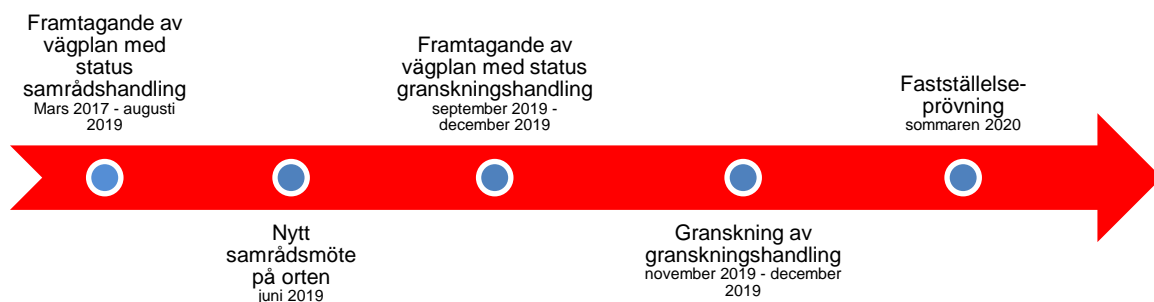 Framtagande av
vägplan med
status
samrådshandling
Mars 2017 - augusti
2019
Nytt
samrådsmöte
på orten
juni 2019
Framtagande av
vägplan med status
granskningshandling
september 2019 -
december 2019
Granskning av
granskningshandling
november 2019 - december
2019
Fastställelse-
prövning
sommaren 2020